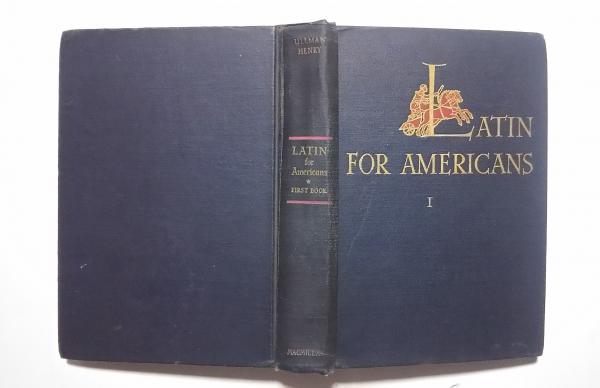 ULLMAN
HENRY
LATIN
for
Americans
FIRST BOOK
MACMILLAN
LATIN
FOR AMERICANS
I